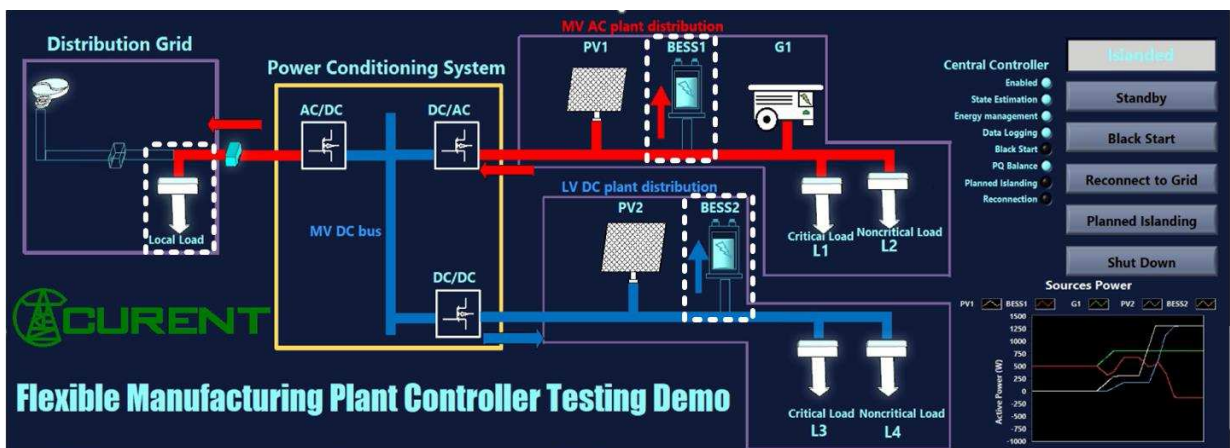 MV AC plant distribution
Distribution Grid
PV1
BESS1
G1
Power Conditioning System
AC/DC
DC/AC
Local Load
MV DC bus
LV DC plant distribution
PV2
BESS2
Critical Load
L1
Noncritical Load
L2
DC/DC
Critical Load
L3
Noncritical Load
L4
Central Controller
Enabled
State Estimation
Energy management
Data Logging
Black Start
PQ Balance
Planned Islanding
Reconnection
Islanded
Standby
Black Start
Reconnect to Grid
Planned Islanding
Shut Down
Sources Power
PV1 BESS1 G1 PV2 BESS2
Active Power (W)
1500
1250
1000
750
500
250
0
-250
-500
-750
-1000
CURENT
Flexible Manufacturing Plant Controller Testing Demo